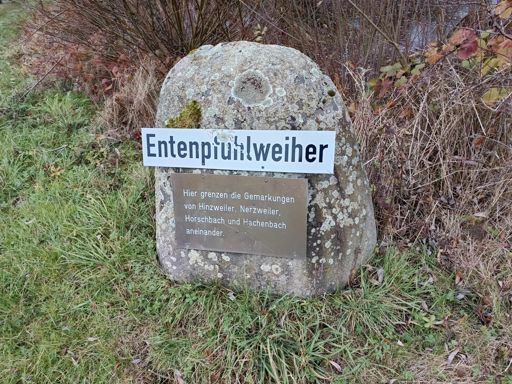 Entenpfuhlweiher
Hier grenzen die Gemarkungen
von Hinzweiler, Nerzweiler,
Horschbach und Hachenbach
aneinander.